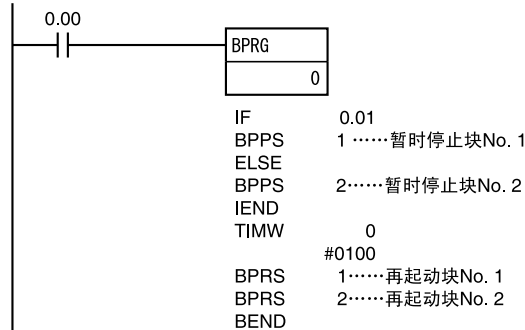 0.00
BPRG
0
IF 0.01
BPPS 1 ……暂时停止块No. 1
ELSE
BPPS 2……暂时停止块No. 2
IEND
TIMW 0
#0100
BPRS 1……再起动块No. 1
BPRS 2……再起动块No. 2
BEND